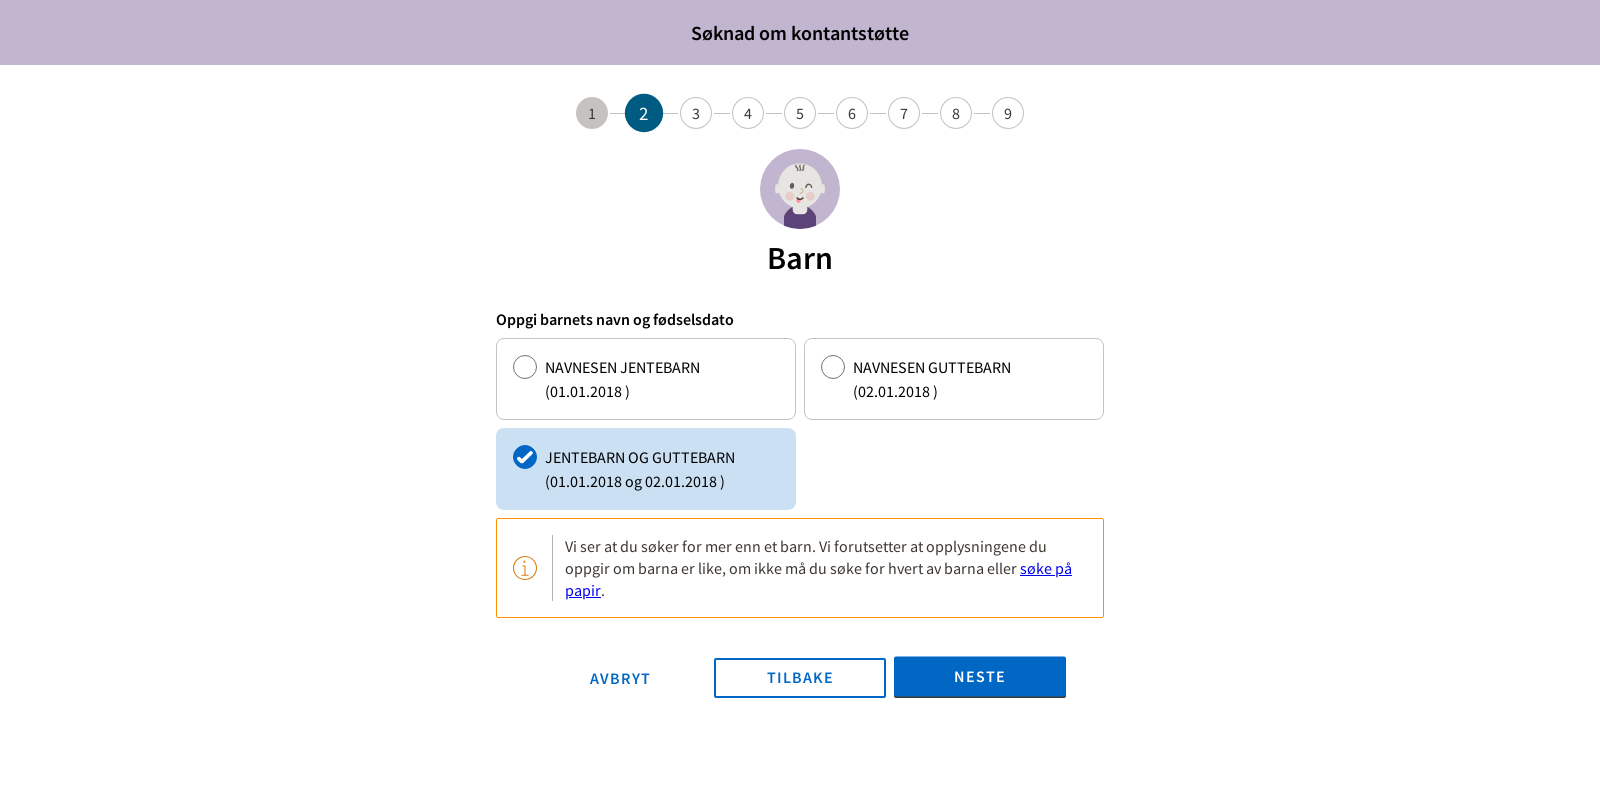 Søknad om kontantstøtte
1 2 3 4 5 6 7 8 9
Barn
Oppgi barnets navn og fødselsdato
NAVNESEN JENTEBARN
(01.01.2018 )
NAVNESEN GUTTEBARN
(02.01.2018 )
JENTEBARN OG GUTTEBARN
(01.01.2018 og 02.01.2018 )
Vi ser at du søker for mer enn et barn. Vi forutsetter at opplysningene du
oppgir om barna er like, om ikke må du søke for hvert av barna eller søke på
papir.
AVBRYT
TILBAKE
NESTE